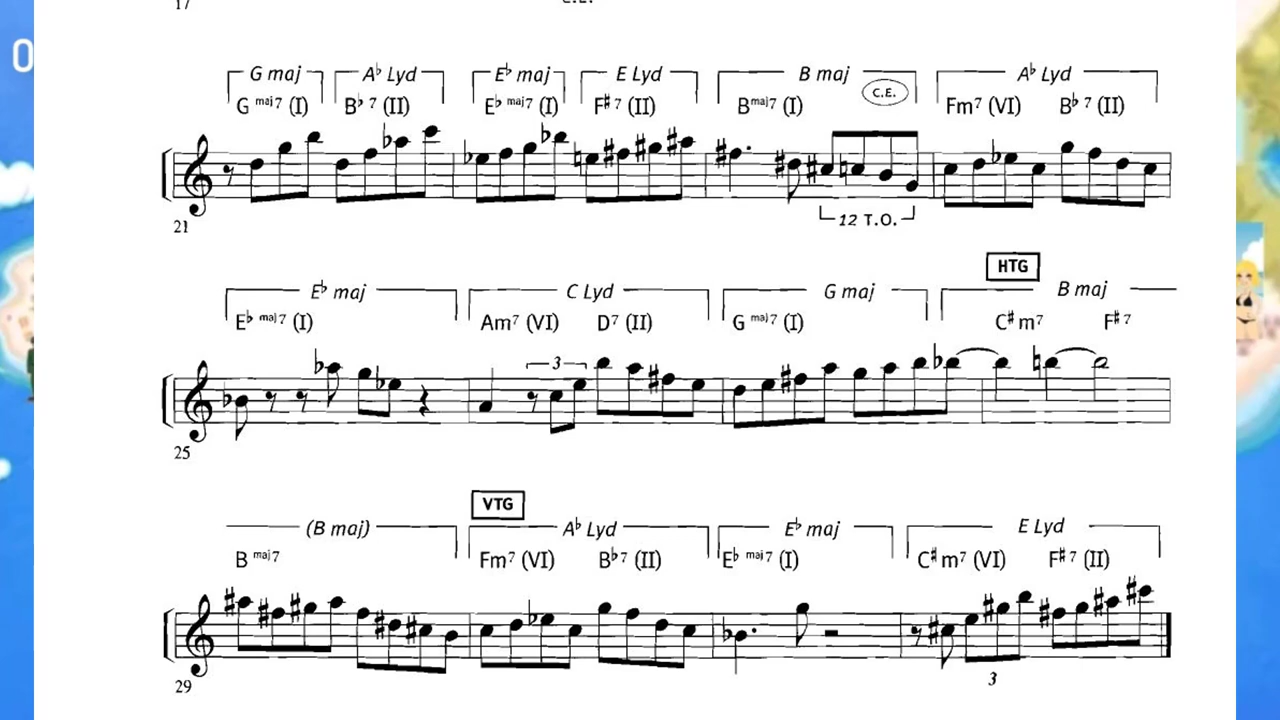 17 C.E.
0
G maj A♭ Lyd E♭ maj E Lyd B maj A♭ Lyd
G maj7 (I) B♭ 7 (II) E♭ maj7 (I) F♯ 7 (II) Bmaj7 (I) C.E. Fm7 (VI) B♭ 7 (II)
12 T.O.
21
HTG
E♭ maj C Lyd G maj B maj
E♭ maj7 (I) Am7 (VI) D7 (II) G maj7 (I) C♯m7 F♯7
3
25
VTG
(B maj) A♭ Lyd E♭ maj E Lyd
B maj7 Fm7 (VI) B♭7 (II) E♭ maj7 (I) C♯m7 (VI) F♯7 (II)
3
29